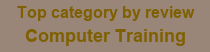 Top category by review
Computer Training